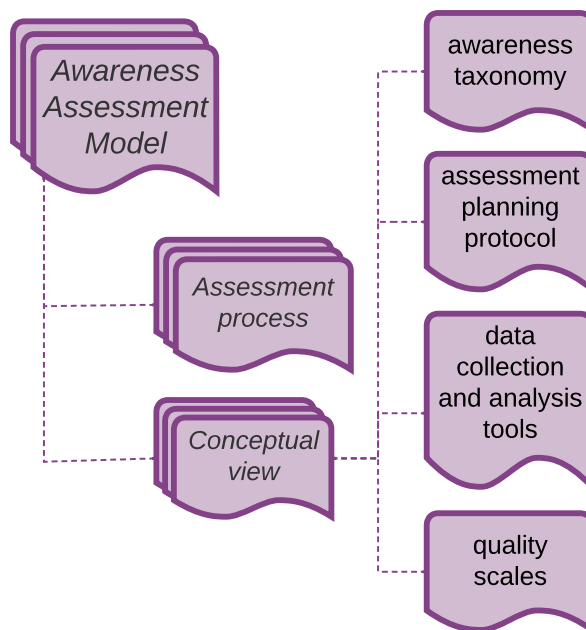 Awareness
Assessment
Model
Assessment
process
Conceptual
view
awareness
taxonomy
assessment
planning
protocol
data
collection
and analysis
tools
quality
scales